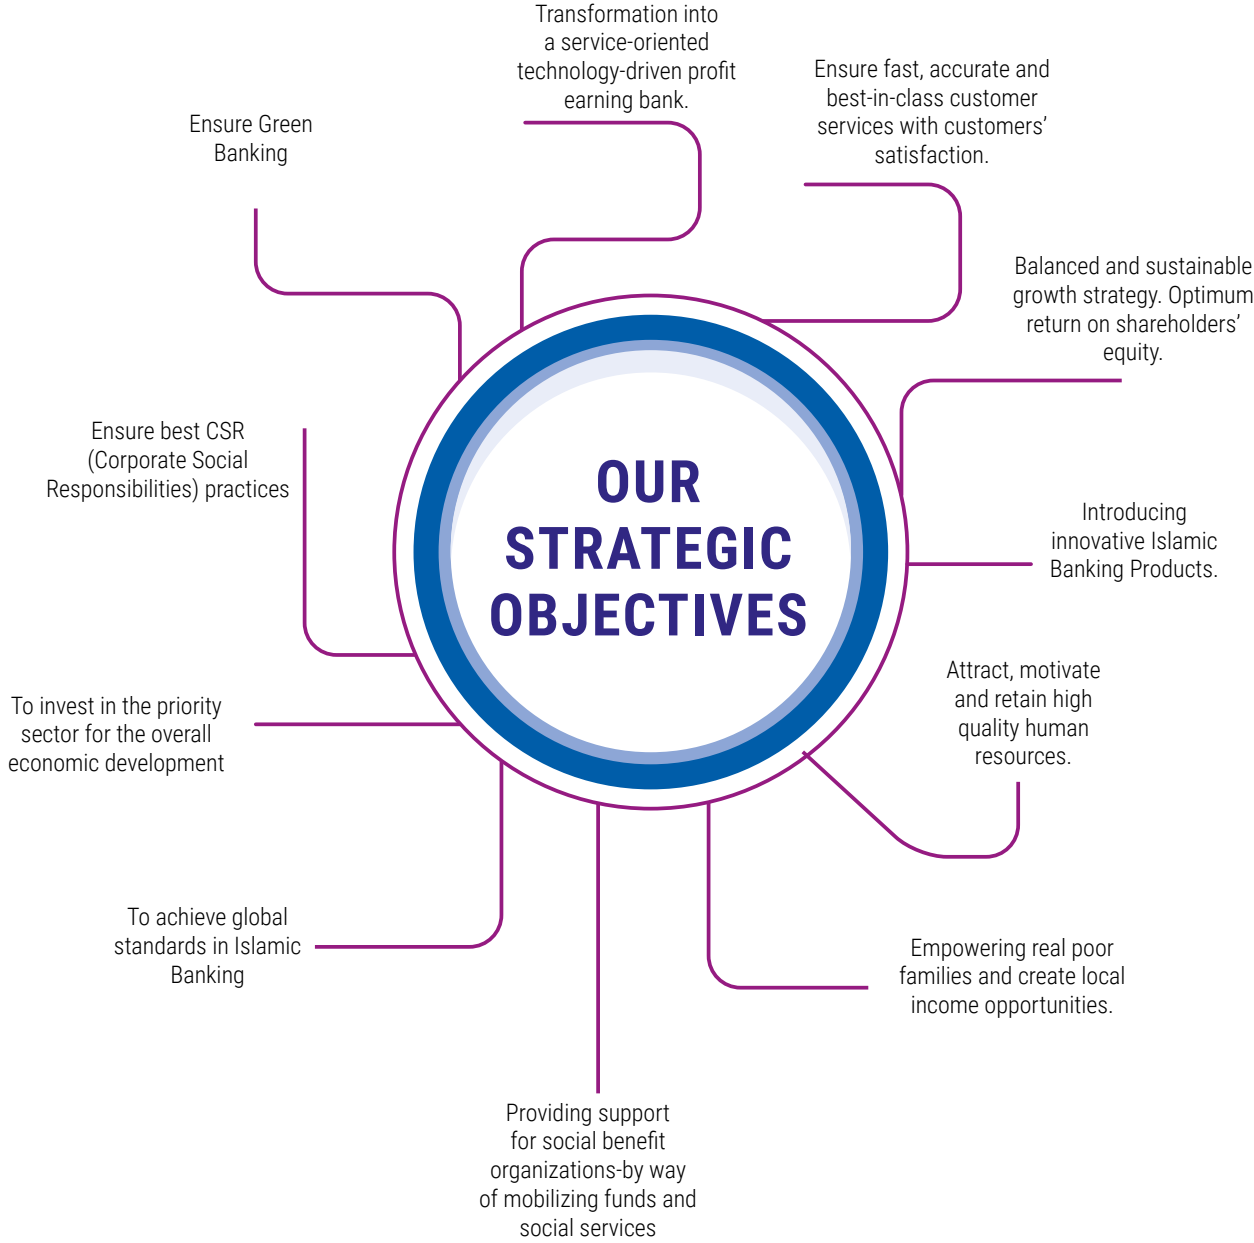 Transformation into
a service-oriented
technology-driven profit
earning bank.
Ensure fast, accurate and
best-in-class customer
services with customers’
satisfaction.
Balanced and sustainable
growth strategy. Optimum
return on shareholders’
equity.
Introducing
innovative Islamic
Banking Products.
Attract, motivate
and retain high
quality human
resources.
Empowering real poor
families and create local
income opportunities.
Providing support
for social benefit
organizations-by way
of mobilizing funds and
social services
To achieve global
standards in Islamic
Banking
To invest in the priority
sector for the overall
economic development
Ensure best CSR
(Corporate Social
Responsibilities) practices
Ensure Green
Banking
OUR
STRATEGIC
OBJECTIVES